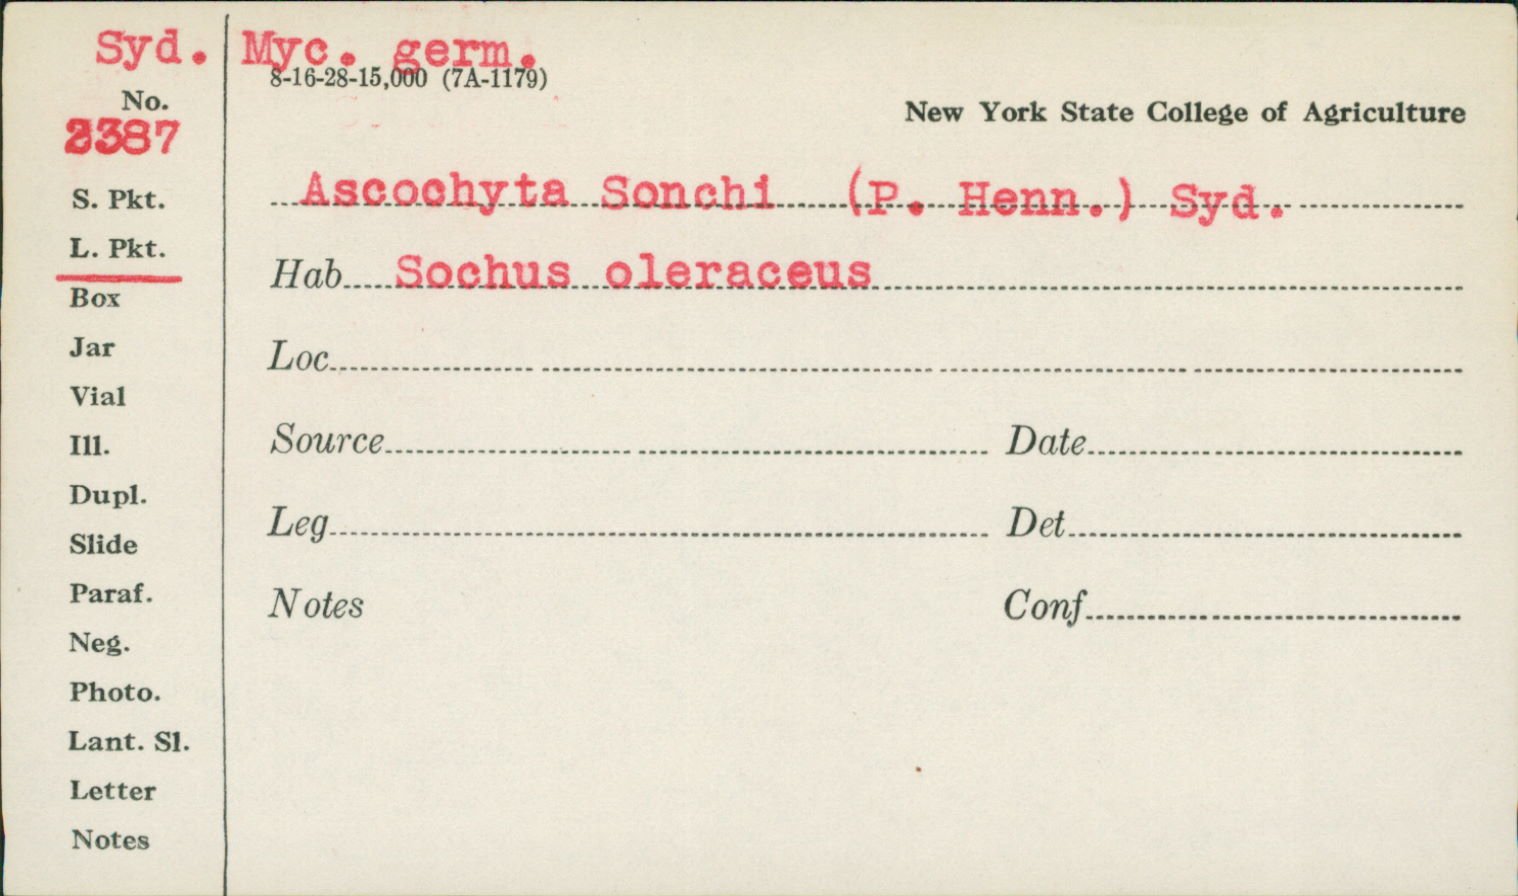 Syd. Myc. germ.
8-16-28-15,000 (7A-1179)
No.
2387
New York State College of Agriculture
S. Pkt.
Ascochyta Sonchi (P. Henn.) Syd.
L. Pkt.
Hab Sochus oleraceus
Box
Jar
Loc
Vial
Ill.
Source Date
Dupl.
Leg Det
Slide
Paraf.
Notes Conf
Neg.
Photo.
Lant. Sl.
Letter
Notes